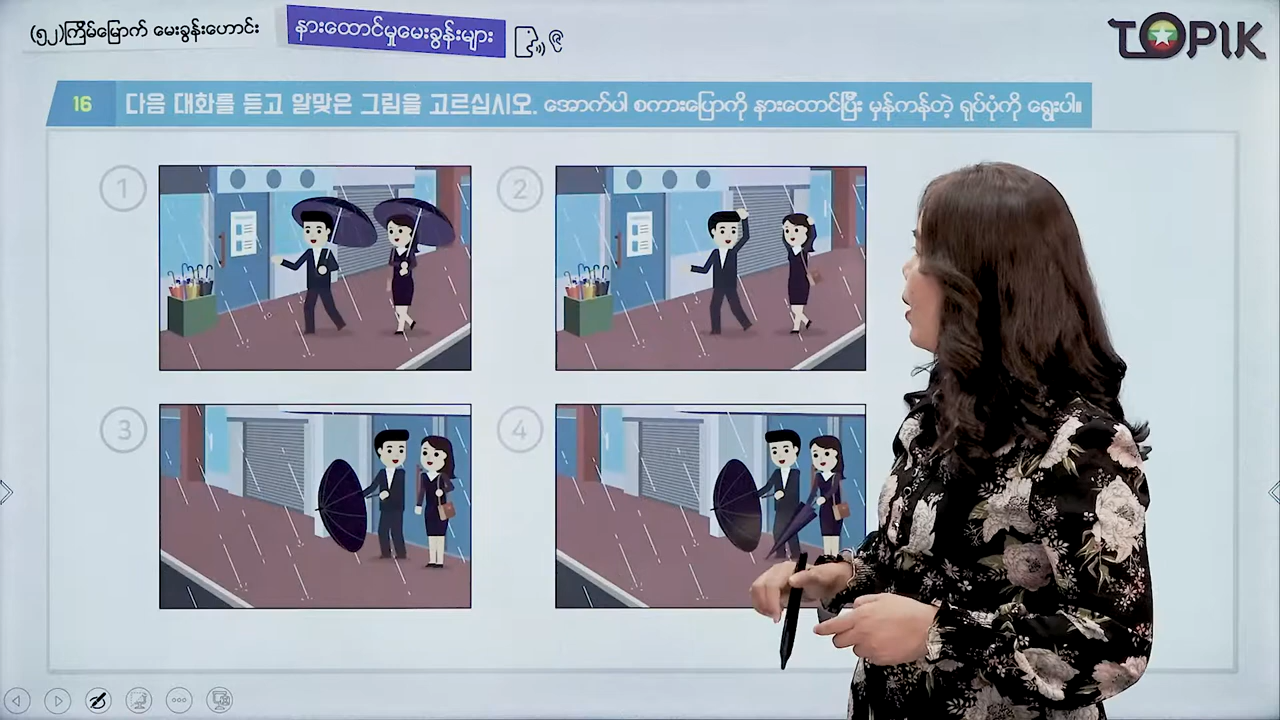 (၅၂)ကြိမ်မြောက် မေးခွန်းဟောင်း
နားထောင်မှုမေးခွန်းများ
၉
TOPIK
16 다음 대화를 듣고 알맞은 그림을 고르십시오. အောက်ပါ စကားပြောကို နားထောင်ပြီး မှန်ကန်တဲ့ ရုပ်ပုံကို ရွေးပါ။
1
2
3
4